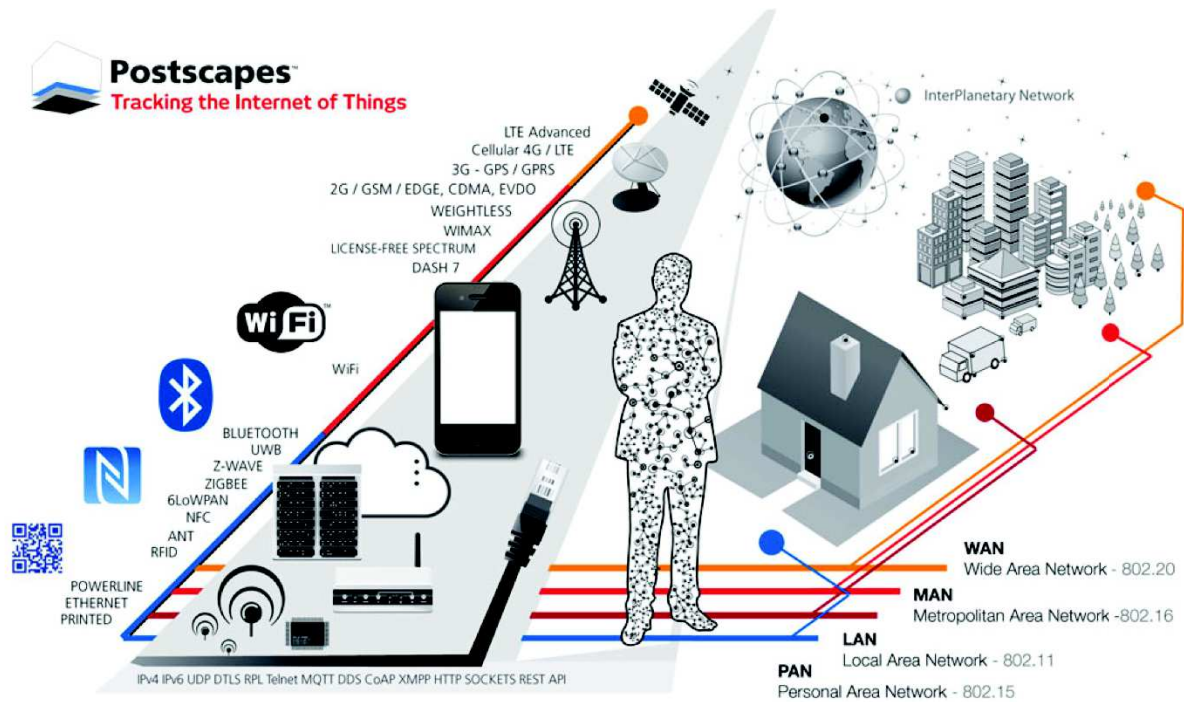 Postscapes™
Tracking the Internet of Things
InterPlanetary Network
LTE Advanced
Cellular 4G / LTE
3G - GPS / GPRS
2G / GSM / EDGE, CDMA, EVDO
WEIGHTLESS
WIMAX
LICENSE-FREE SPECTRUM
DASH 7
Wi Fi™
WiFi
BLUETOOTH
UWB
Z-WAVE
ZIGBEE
6LoWPAN
NFC
ANT
RFID
POWERLINE
ETHERNET
PRINTED
WAN
Wide Area Network - 802.20
MAN
Metropolitan Area Network -802.16
LAN
Local Area Network - 802.11
PAN
Personal Area Network - 802.15
IPv4 IPv6 UDP DTLS RPL Telnet MQTT DDS CoAP XMPP HTTP SOCKETS REST API